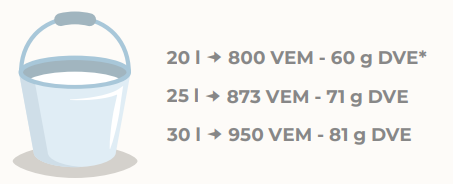 20 l → 800 VEM - 60 g DVE*
25 l → 873 VEM - 71 g DVE
30 l → 950 VEM - 81 g DVE